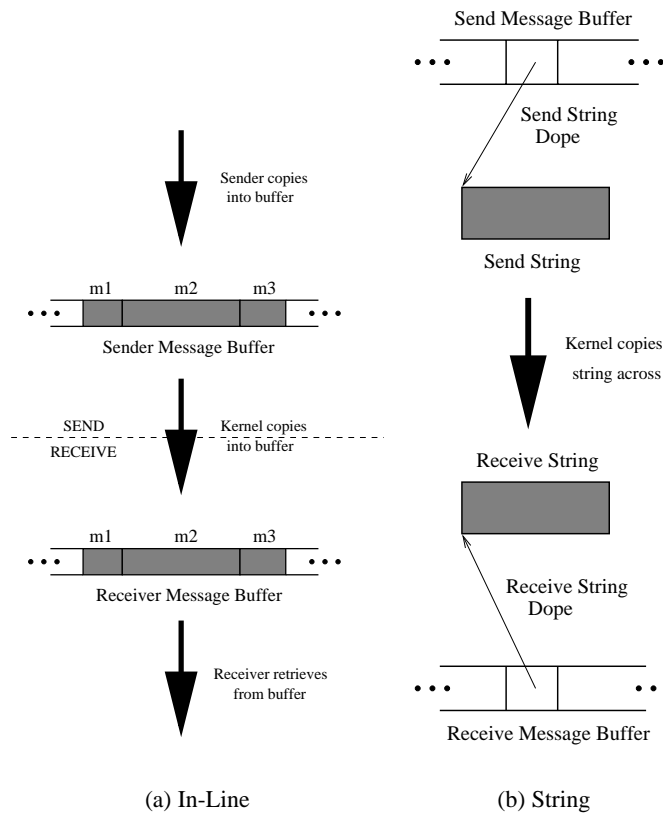 Sender copies
into buffer
m1 m2 m3
Sender Message Buffer
SEND
RECEIVE
Kernel copies
into buffer
m1 m2 m3
Receiver Message Buffer
Receiver retrieves
from buffer
(a) In-Line
Send Message Buffer
Send String
Dope
Send String
Kernel copies
string across
Receive String
Receive String
Dope
Receive Message Buffer
(b) String